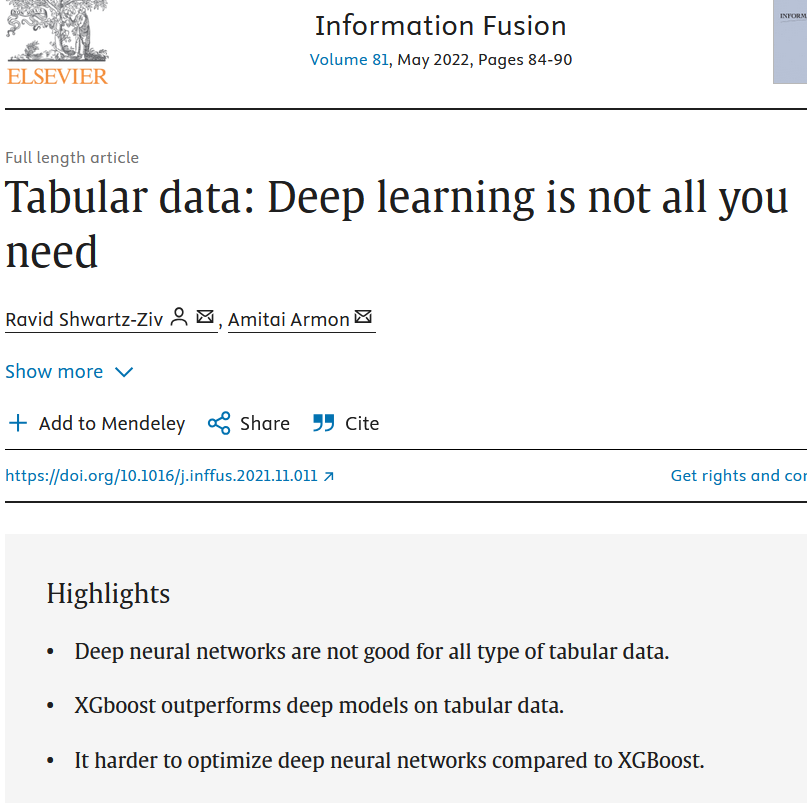 ELSEVIER
Information Fusion
Volume 81, May 2022, Pages 84-90
INFORM
Full length article
Tabular data: Deep learning is not all you
need
Ravid Shwartz-Ziv , Amitai Armon
Show more
Add to Mendeley Share Cite
https://doi.org/10.1016/j.inffus.2021.11.011 Get rights and cor
Highlights
• Deep neural networks are not good for all type of tabular data.
• XGboost outperforms deep models on tabular data.
• It harder to optimize deep neural networks compared to XGBoost.